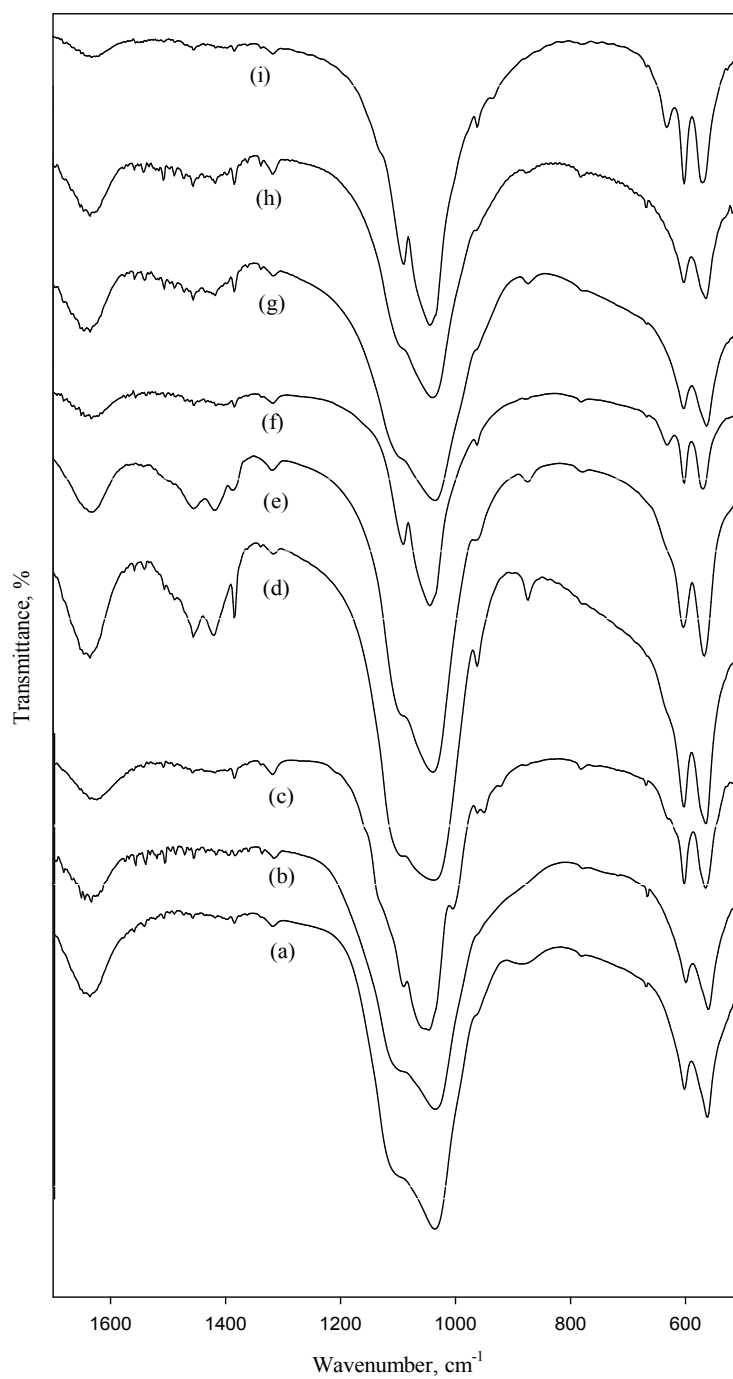 (i)
(h)
(g)
(f)
(e)
(d)
(c)
(b)
(a)
Transmittance, %
1600 1400 1200 1000 800 600
Wavenumber, cm-1